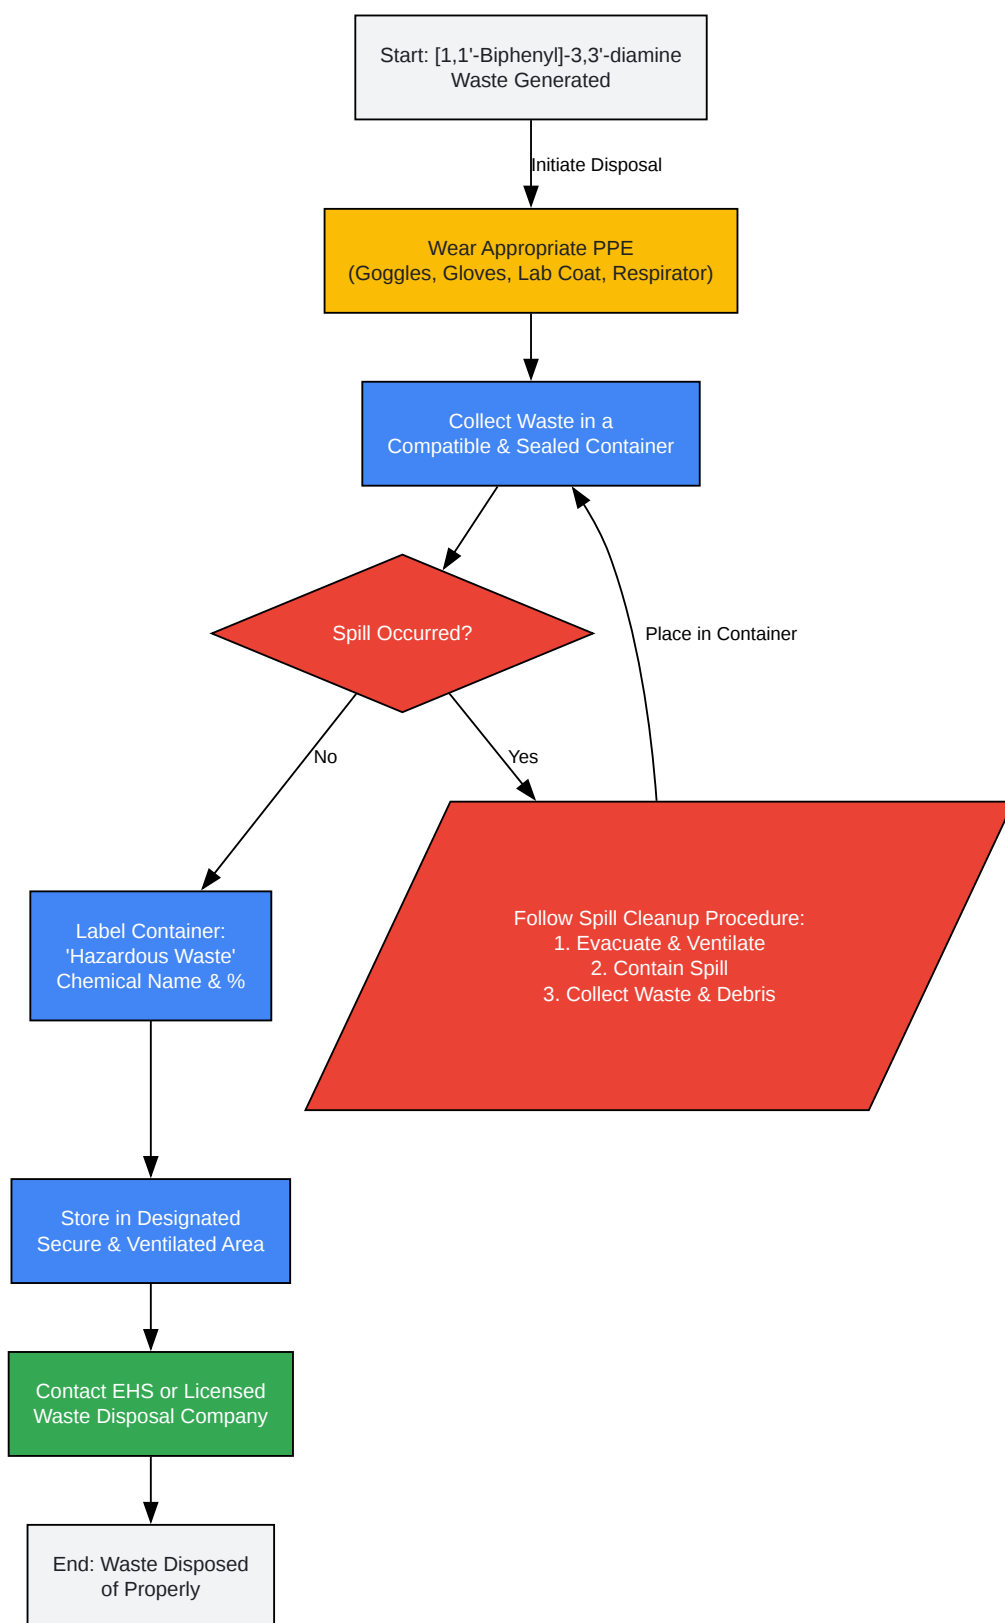 Start: [1,1'-Biphenyl]-3,3'-diamine
Waste Generated
Initiate Disposal
Wear Appropriate PPE
(Goggles, Gloves, Lab Coat, Respirator)
Collect Waste in a
Compatible & Sealed Container
Spill Occurred?
Place in Container
No
Yes
Follow Spill Cleanup Procedure:
1. Evacuate & Ventilate
2. Contain Spill
3. Collect Waste & Debris
Label Container:
'Hazardous Waste'
Chemical Name & %
Store in Designated
Secure & Ventilated Area
Contact EHS or Licensed
Waste Disposal Company
End: Waste Disposed
of Properly